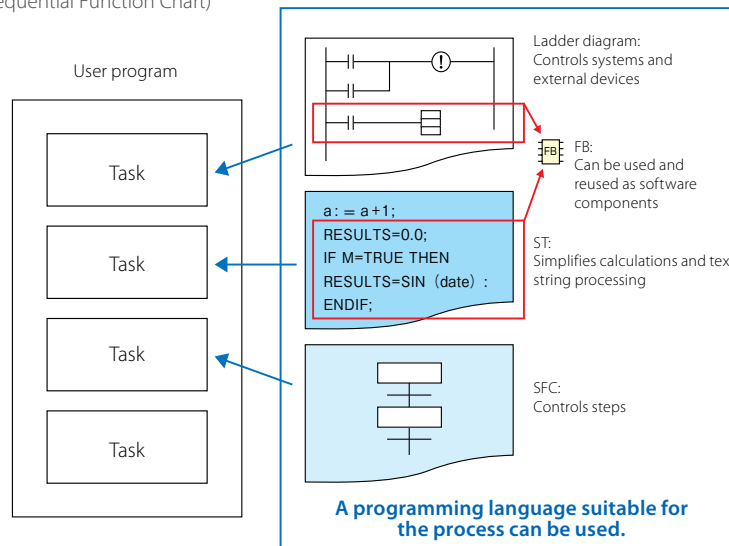 equential Function Chart)
User program
Task
Task
Task
Task
Ladder diagram:
Controls systems and
external devices
FB
FB:
Can be used and
reused as software
components
a : = a+1;
RESULTS=0.0;
IF M=TRUE THEN
RESULTS=SIN（date）:
ENDIF;
ST:
Simplifies calculations and tex
string processing
SFC:
Controls steps
A programming language suitable for
the process can be used.